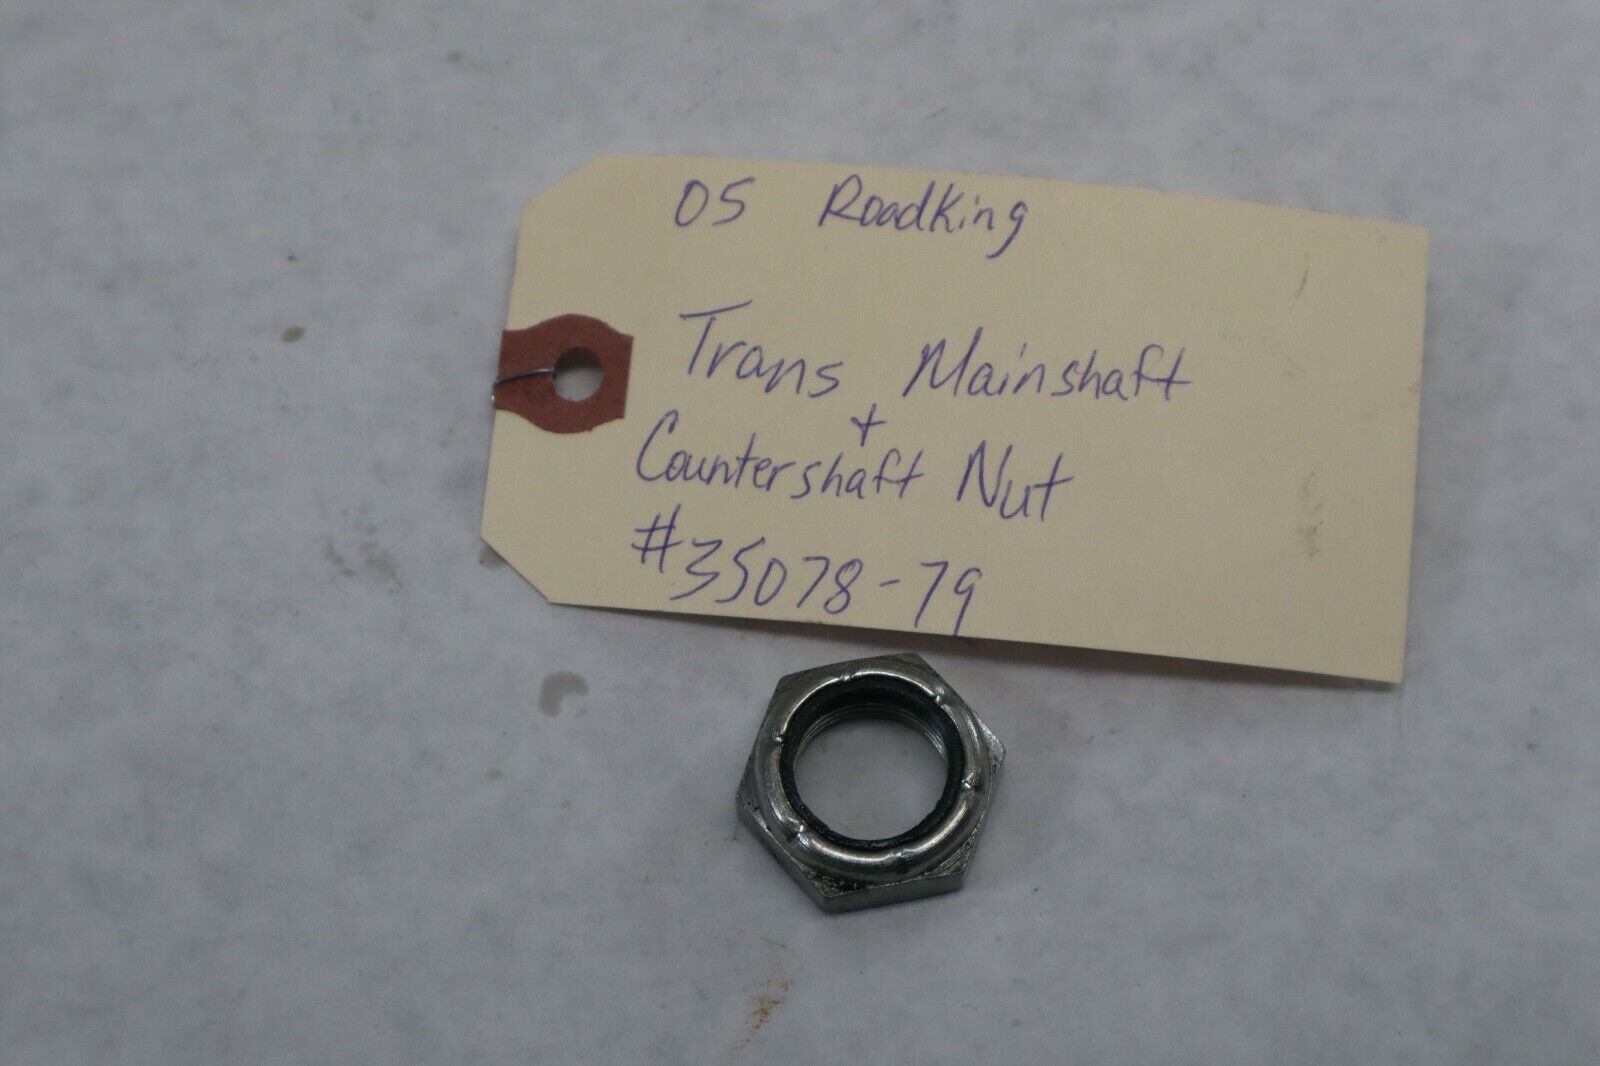 05 RoadKing
Trans Mainshaft
+
Countershaft Nut
#35078-79